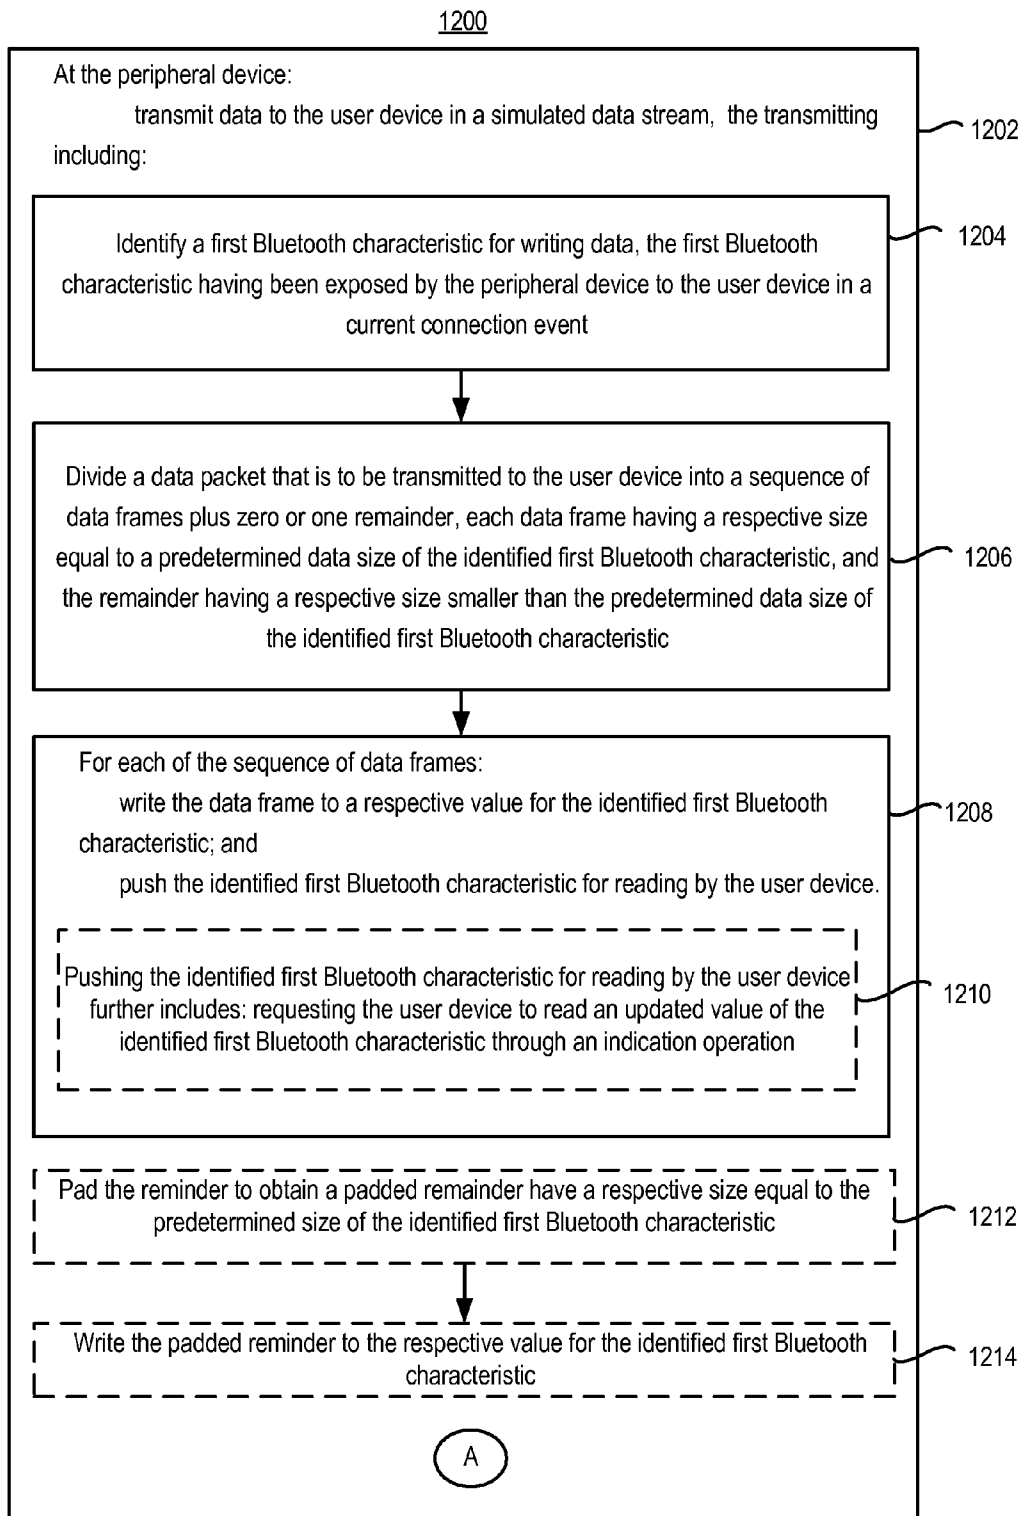 1200
At the peripheral device:
transmit data to the user device in a simulated data stream, the transmitting
including:
1202
Identify a first Bluetooth characteristic for writing data, the first Bluetooth
characteristic having been exposed by the peripheral device to the user device in a
current connection event
1204
Divide a data packet that is to be transmitted to the user device into a sequence of
data frames plus zero or one remainder, each data frame having a respective size
equal to a predetermined data size of the identified first Bluetooth characteristic, and
the remainder having a respective size smaller than the predetermined data size of
the identified first Bluetooth characteristic
1206
For each of the sequence of data frames:
write the data frame to a respective value for the identified first Bluetooth
characteristic; and
push the identified first Bluetooth characteristic for reading by the user device.
1208
Pushing the identified first Bluetooth characteristic for reading by the user device
further includes: requesting the user device to read an updated value of the
identified first Bluetooth characteristic through an indication operation
1210
Pad the reminder to obtain a padded remainder have a respective size equal to the
predetermined size of the identified first Bluetooth characteristic
1212
Write the padded reminder to the respective value for the identified first Bluetooth
characteristic
1214
A